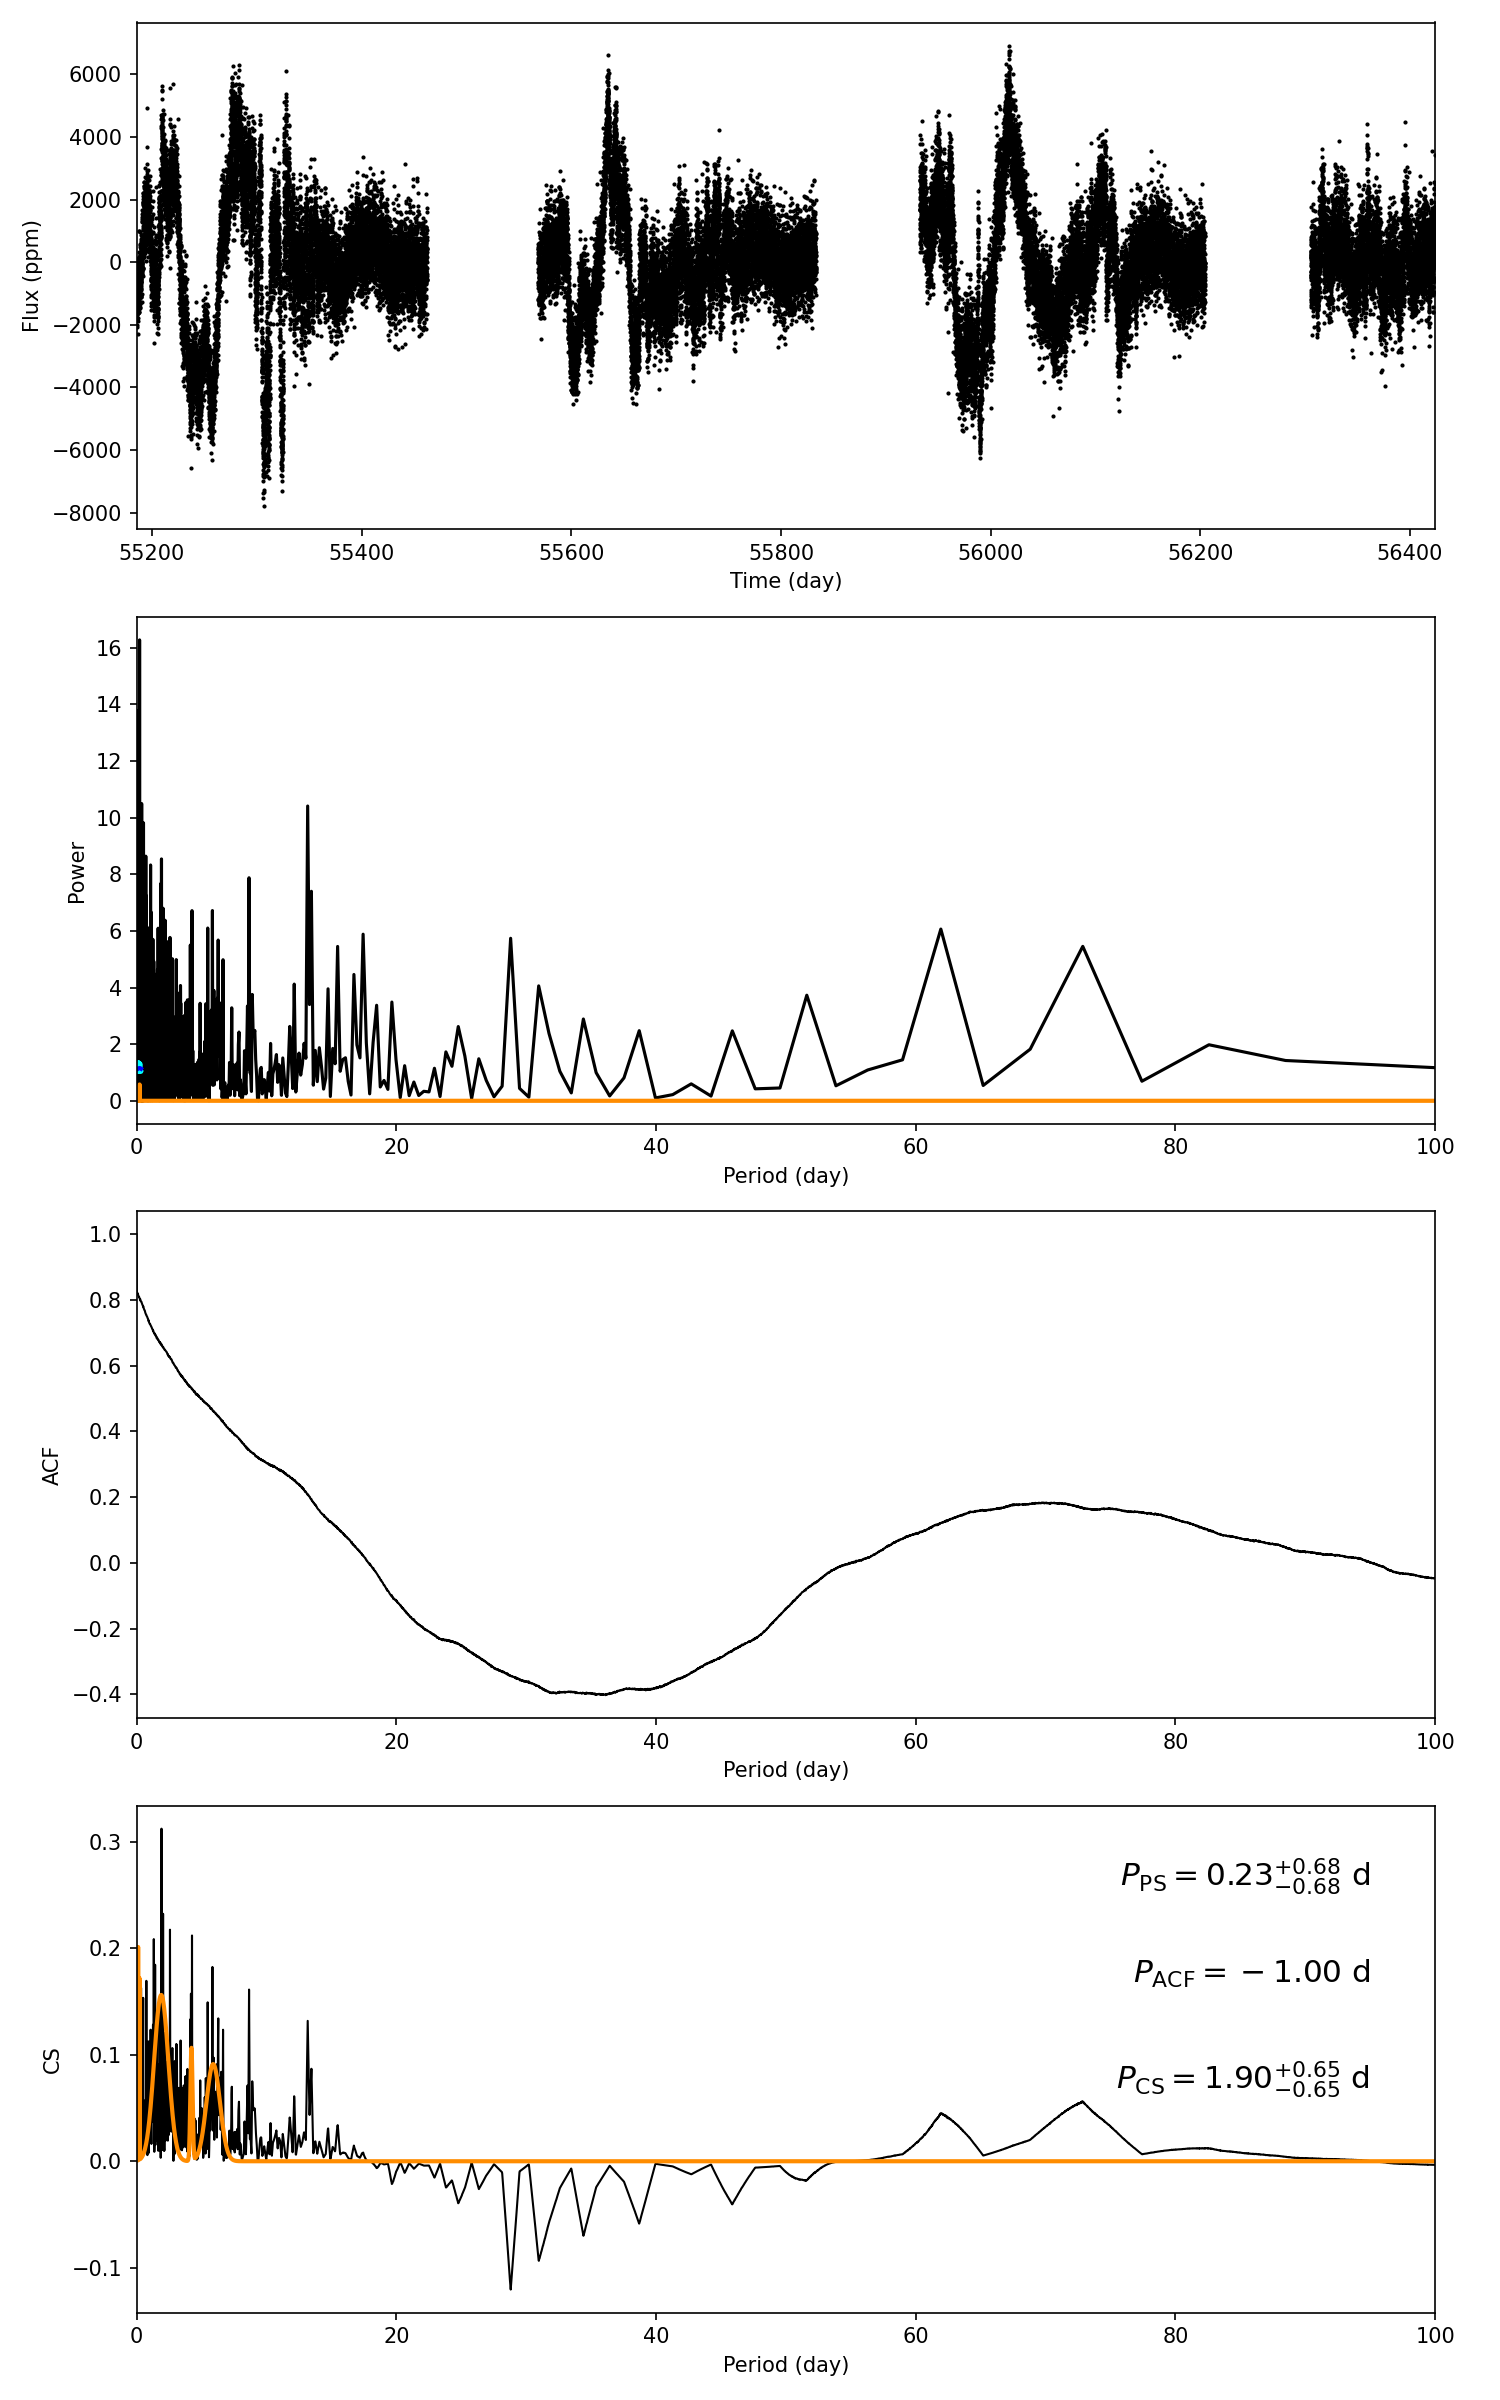 6000
4000
2000
0
−2000
−4000
−6000
−8000
Flux (ppm)
55200 55400 55600 55800 56000 56200 56400
Time (day)
16
14
12
10
8
6
4
2
0
Power
0 20 40 60 80 100
Period (day)
1.0
0.8
0.6
0.4
0.2
0.0
−0.2
−0.4
ACF
0 20 40 60 80 100
Period (day)
0.3
0.2
0.1
0.0
−0.1
CS
P_PS = 0.23^{+0.68}_{−0.68} d
P_ACF = −1.00 d
P_CS = 1.90^{+0.65}_{−0.65} d
0 20 40 60 80 100
Period (day)